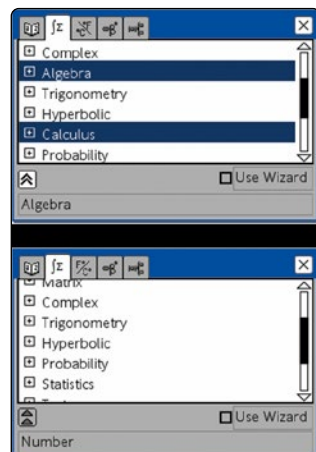 ∫Σ
Complex
Algebra
Trigonometry
Hyperbolic
Calculus
Probability
Use Wizard
Algebra
∫Σ
Matrix
Complex
Trigonometry
Hyperbolic
Probability
Statistics
Use Wizard
Number